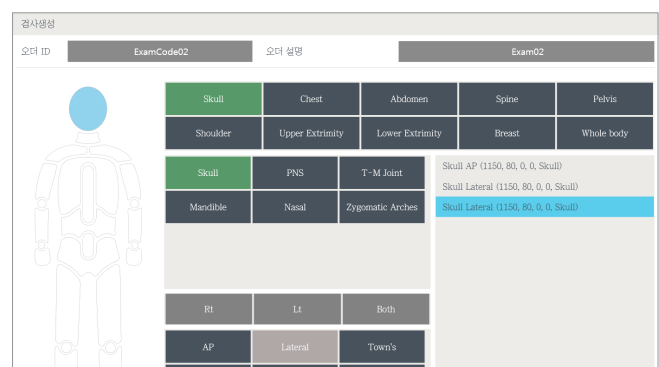 검사생성
오더 ID ExamCode02 오더 설명 Exam02
Skull Chest Abdomen Spine Pelvis
Shoulder Upper Extrimity Lower Extrimity Breast Whole body
Skull PNS T-M Joint
Mandible Nasal Zygomatic Arches
Skull AP (1150, 80, 0, 0, Skull)
Skull Lateral (1150, 80, 0, 0, Skull)
Skull Lateral (1150, 80, 0, 0, Skull)
Rt Lt Both
AP Lateral Town's